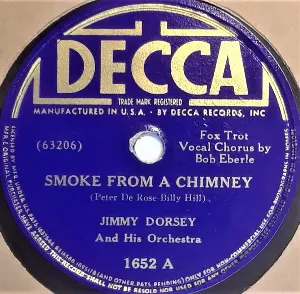 DECCA
TRADE MARK REGISTERED
MANUFACTURED IN U.S.A. - BY DECCA RECORDS, INC
Fox Trot
(63206)
Vocal Chorus by
Bob Eberle
SMOKE FROM A CHIMNEY
(Peter De Rose-Billy Hill)
JIMMY DORSEY
And His Orchestra
1652 A